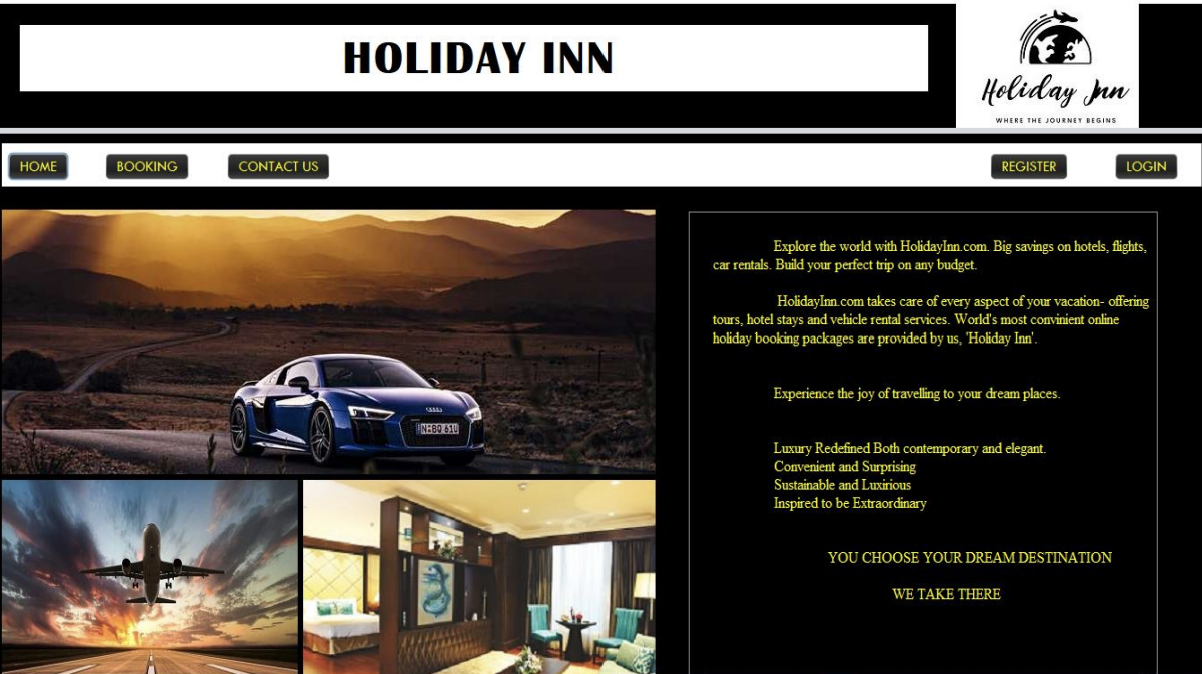 HOLIDAY INN
Holiday Inn
WHERE THE JOURNEY BEGINS
HOME
BOOKING
CONTACT US
REGISTER
LOGIN
Explore the world with HolidayInn.com. Big savings on hotels, flights,
car rentals. Build your perfect trip on any budget.
HolidayInn.com takes care of every aspect of your vacation- offering
tours, hotel stays and vehicle rental services. World's most convinient online
holiday booking packages are provided by us, 'Holiday Inn'.
Experience the joy of travelling to your dream places.
Luxury Redefined Both contemporary and elegant.
Convenient and Surprising
Sustainable and Luxirious
Inspired to be Extraordinary
YOU CHOOSE YOUR DREAM DESTINATION
WE TAKE THERE